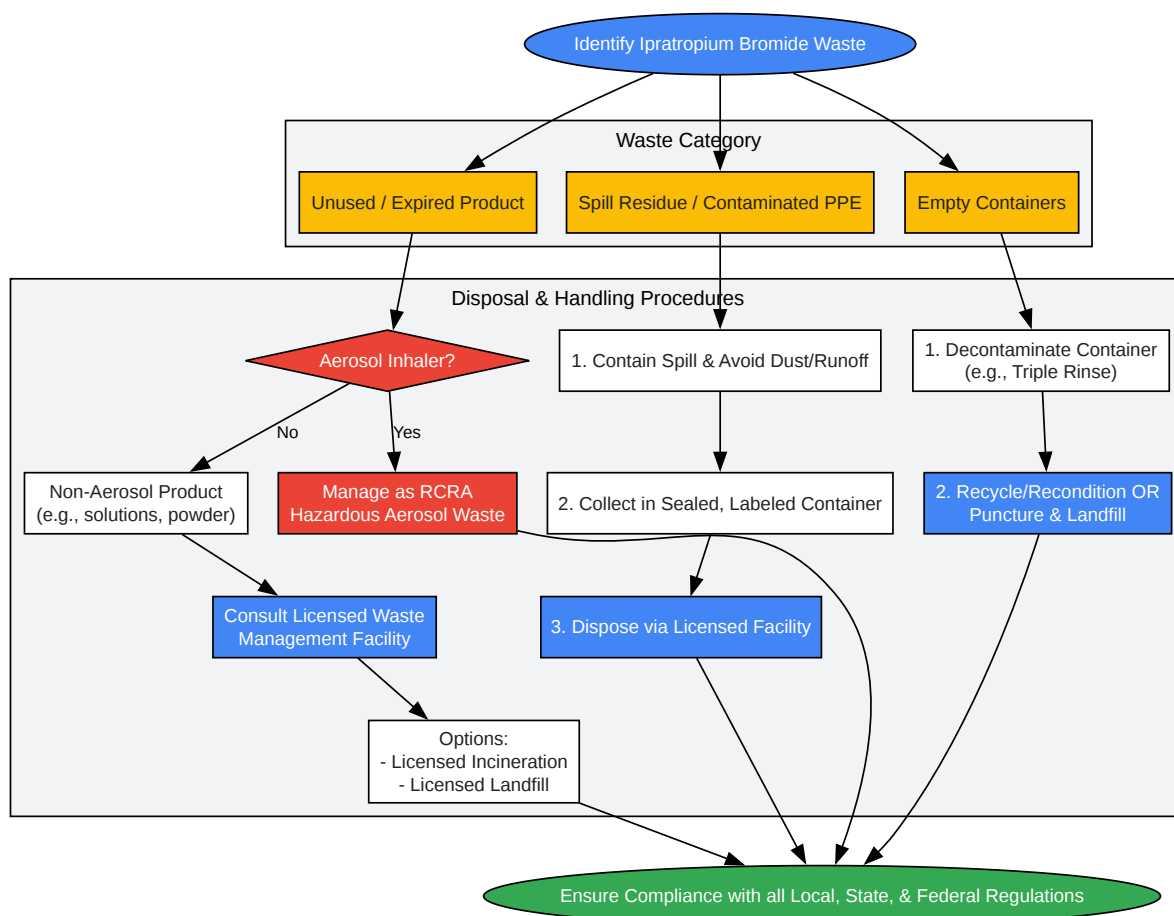 Identify Ipratropium Bromide Waste
Waste Category
Unused / Expired Product
Spill Residue / Contaminated PPE
Empty Containers
Disposal & Handling Procedures
Aerosol Inhaler?
1. Contain Spill & Avoid Dust/Runoff
1. Decontaminate Container
(e.g., Triple Rinse)
No
Yes
Non-Aerosol Product
(e.g., solutions, powder)
Manage as RCRA
Hazardous Aerosol Waste
2. Collect in Sealed, Labeled Container
2. Recycle/Recondition OR
Puncture & Landfill
Consult Licensed Waste
Management Facility
3. Dispose via Licensed Facility
Options:
- Licensed Incineration
- Licensed Landfill
Ensure Compliance with all Local, State, & Federal Regulations